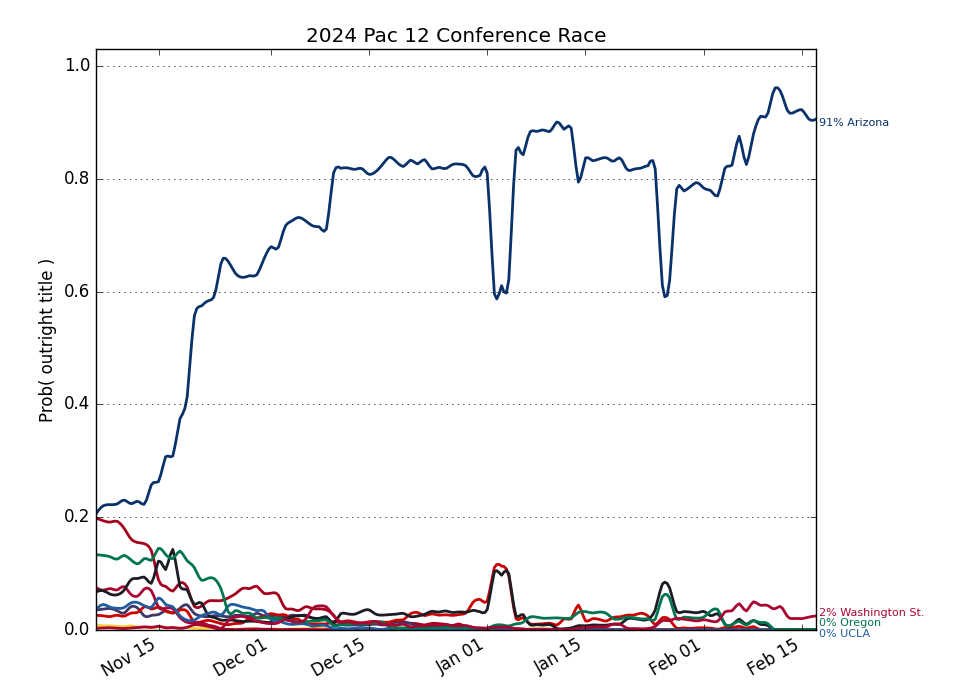 2024 Pac 12 Conference Race
Prob( outright title )
1.0
0.8
0.6
0.4
0.2
0.0
91% Arizona
2% Washington St.
0% Oregon
0% UCLA
Nov 15
Dec 01
Dec 15
Jan 01
Jan 15
Feb 01
Feb 15